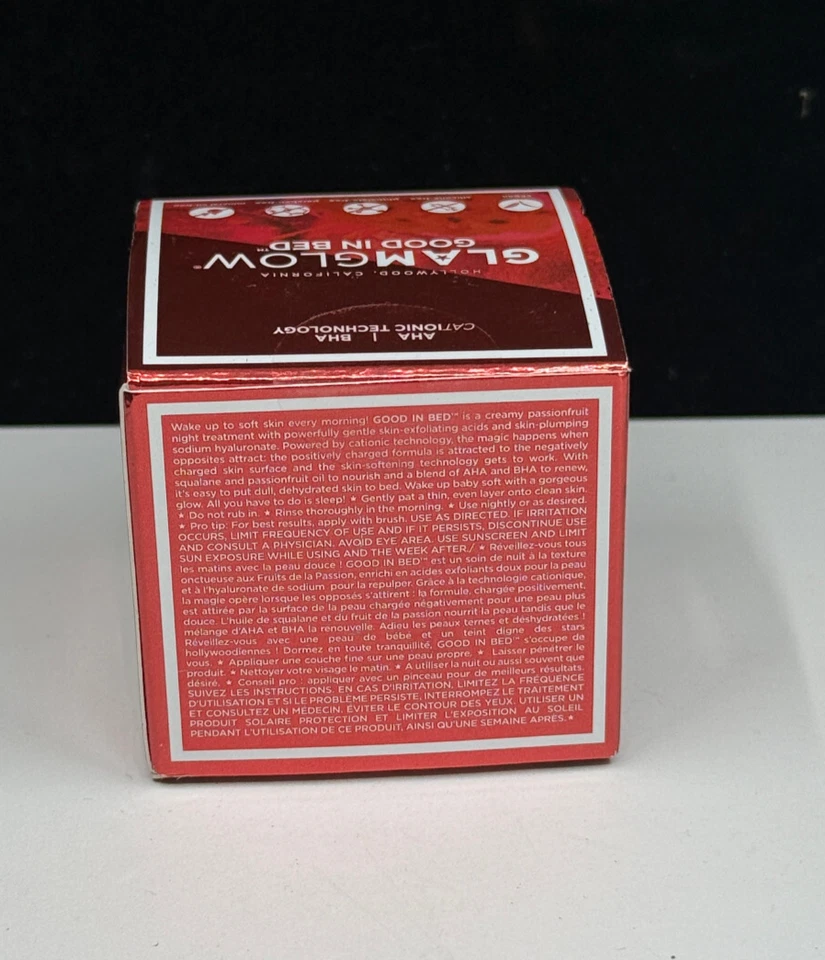 AHA | BHA
CATIONIC TECHNOLOGY
HOLLYWOOD, CALIFORNIA
GLAMGLOW™
GOOD IN BED™
Wake up to soft skin every morning! GOOD IN BED™ is a creamy passionfruit
night treatment with powerfully gentle skin-exfoliating acids and skin-plumping
sodium hyaluronate. Powered by cationic technology, the magic happens when
opposites attract: the positively charged formula is attracted to the negatively
charged skin surface and the skin-softening technology gets to work. With
squalane and passionfruit oil to nourish and a blend of AHA and BHA to renew,
it's easy to put dull, dehydrated skin to bed. Wake up baby soft with a gorgeous
glow. All you have to do is sleep! ★ Gently pat a thin, even layer onto clean skin.
★ Do not rub in. ★ Rinse thoroughly in the morning. ★ Use nightly or as desired.
★ Pro tip: For best results, apply with brush. USE AS DIRECTED. IF IRRITATION
OCCURS, LIMIT FREQUENCY OF USE AND IF IT PERSISTS, DISCONTINUE USE
AND CONSULT A PHYSICIAN. AVOID EYE AREA. USE SUNSCREEN AND LIMIT
SUN EXPOSURE WHILE USING AND THE WEEK AFTER./ ★ Réveillez-vous tous
les matins avec la peau douce ! GOOD IN BED™ est un soin de nuit à la texture
onctueuse aux Fruits de la Passion, enrichi en acides exfoliants doux pour la peau
et à l'hyaluronate de sodium pour la repulper. Grâce à la technologie cationique,
la magie opère lorsque les opposés s'attirent : la formule, chargée positivement,
est attirée par la surface de la peau chargée négativement pour une peau plus
douce. L'huile de squalane et du fruit de la passion nourrit la peau tandis que le
mélange d'AHA et BHA la renouvelle. Adieu les peaux ternes et déshydratées !
Réveillez-vous avec une peau de bébé et un teint digne des stars
hollywoodiennes ! Dormez en toute tranquillité, GOOD IN BED™ s'occupe de
vous. ★ Appliquer une couche fine sur une peau propre. ★ Laisser pénétrer le
produit. ★ Nettoyer votre visage le matin. ★ A utiliser la nuit ou aussi souvent que
désiré. ★ Conseil pro : appliquer avec un pinceau pour de meilleurs résultats.
SUIVEZ LES INSTRUCTIONS. EN CAS D'IRRITATION, LIMITEZ LA FRÉQUENCE
D'UTILISATION ET SI LE PROBLÈME PERSISTE, INTERROMPEZ LE TRAITEMENT
ET CONSULTEZ UN MÉDECIN. ÉVITER LE CONTOUR DES YEUX. UTILISER UN
PRODUIT SOLAIRE PROTECTION ET LIMITER L'EXPOSITION AU SOLEIL
PENDANT L'UTILISATION DE CE PRODUIT, AINSI QU'UNE SEMAINE APRÈS.★